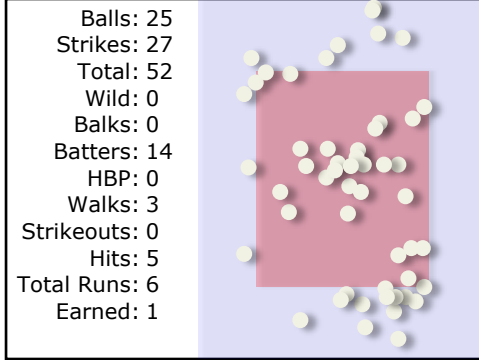 Balls: 25
Strikes: 27
Total: 52
Wild: 0
Balks: 0
Batters: 14
HBP: 0
Walks: 3
Strikeouts: 0
Hits: 5
Total Runs: 6
Earned: 1